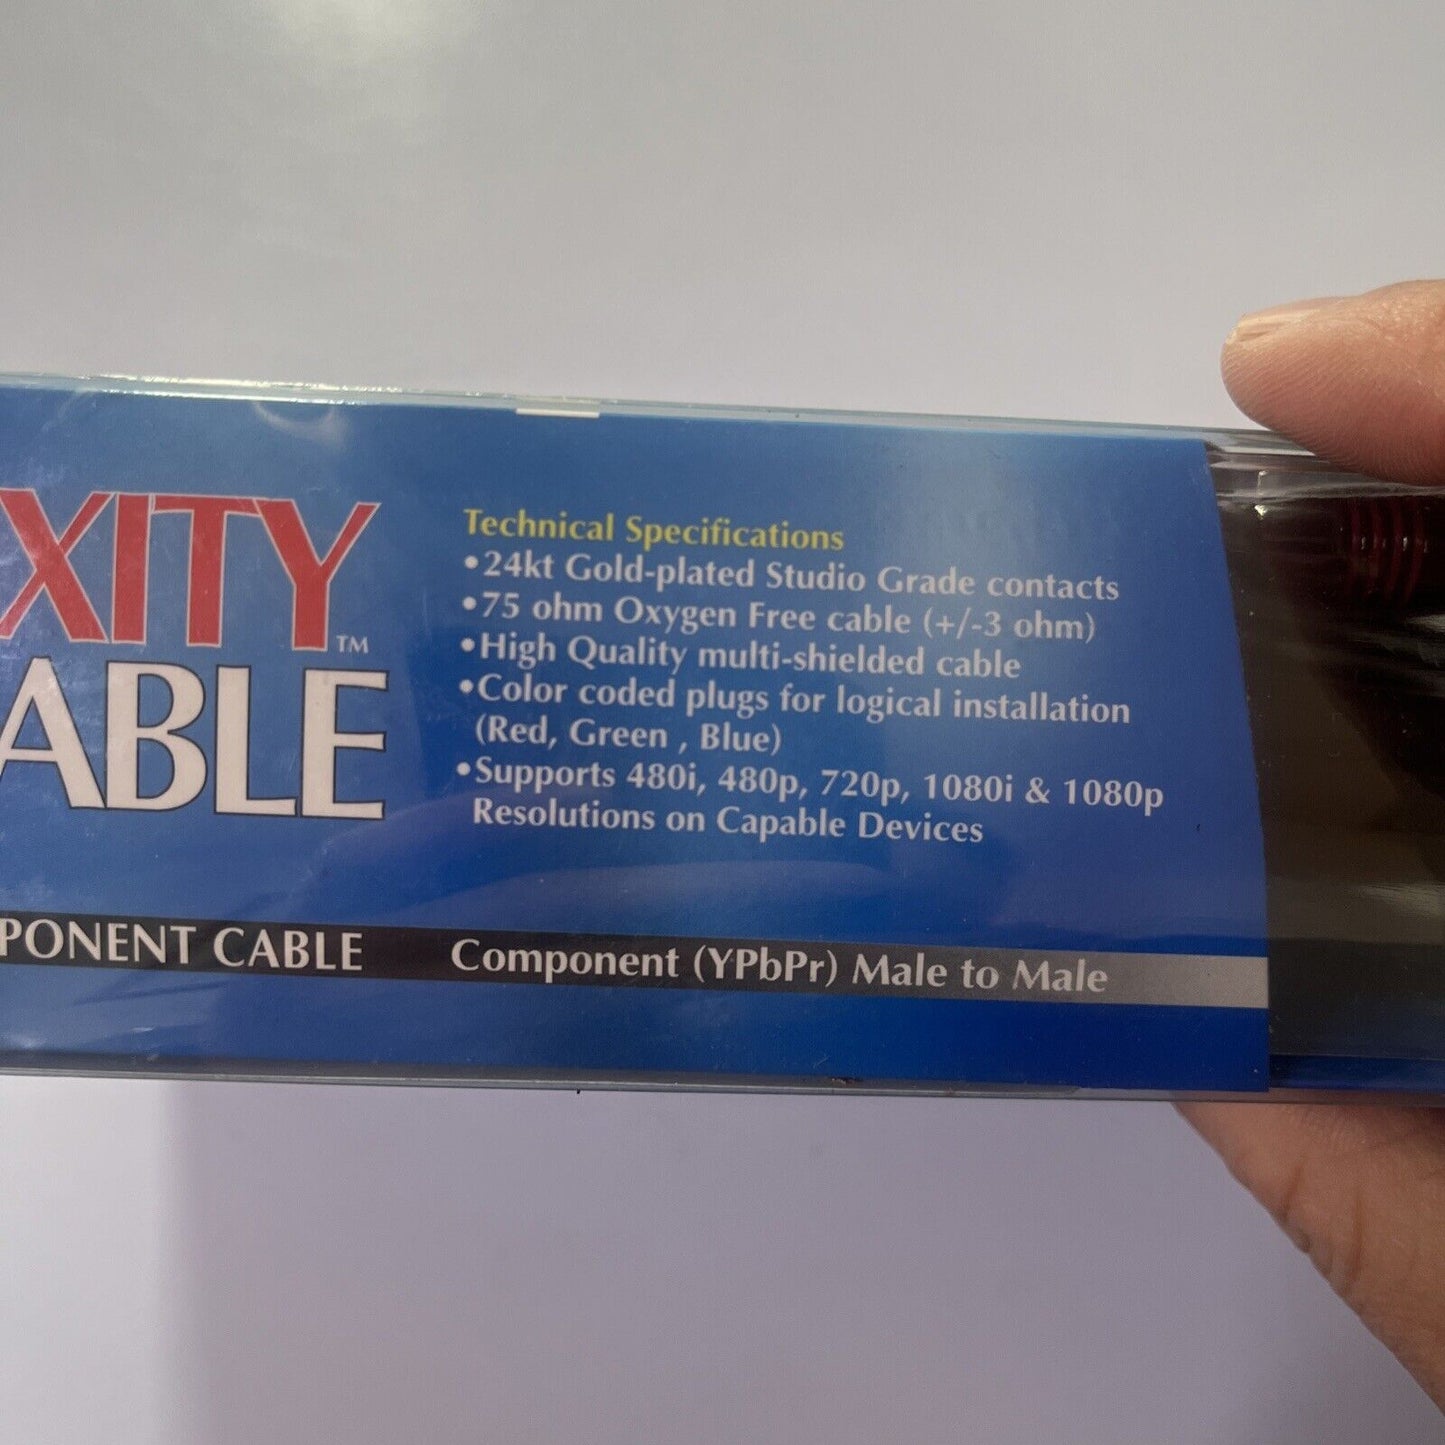 XITY™
ABLE
Technical Specifications
•24kt Gold-plated Studio Grade contacts
•75 ohm Oxygen Free cable (+/-3 ohm)
•High Quality multi-shielded cable
•Color coded plugs for logical installation
(Red, Green , Blue)
•Supports 480i, 480p, 720p, 1080i & 1080p
Resolutions on Capable Devices
PONENT CABLE
Component (YPbPr) Male to Male